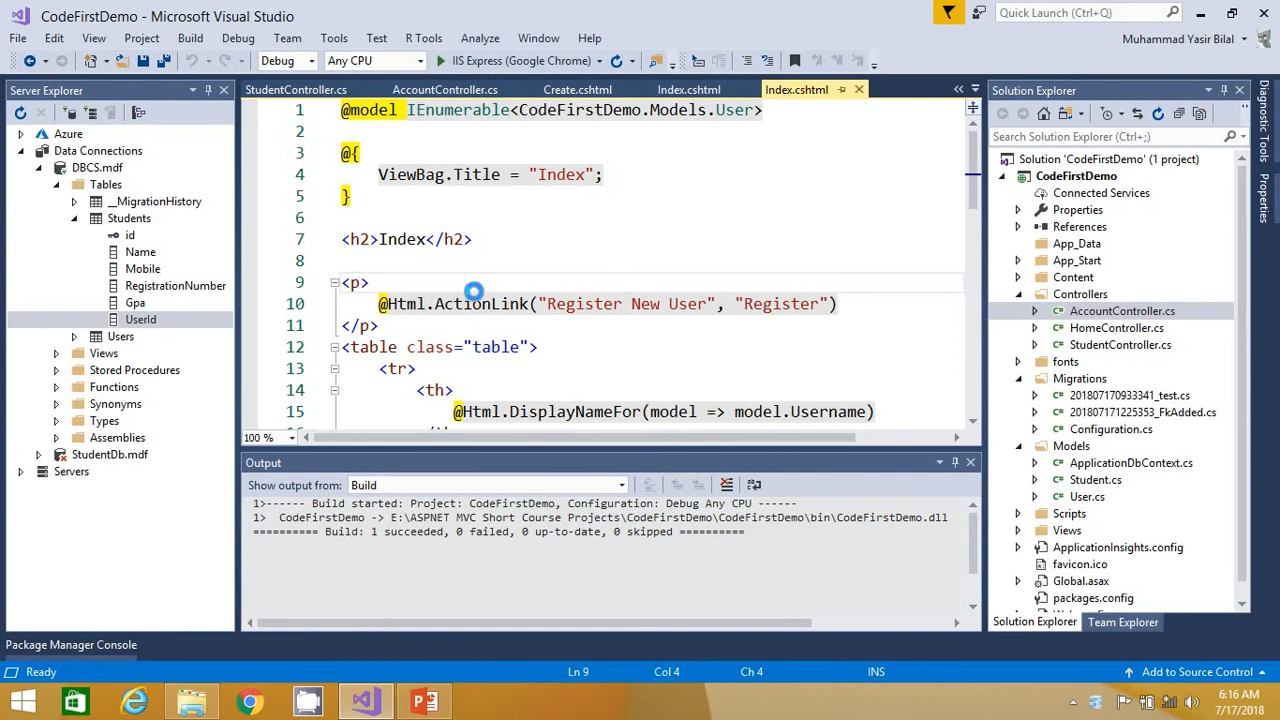 CodeFirstDemo - Microsoft Visual Studio
Quick Launch (Ctrl+Q)
File Edit View Project Build Debug Team Tools Test R Tools Analyze Window Help
Muhammad Yasir Bilal
Debug Any CPU IIS Express (Google Chrome)
Server Explorer
Azure
Data Connections
DBCS.mdf
Tables
__MigrationHistory
Students
id
Name
Mobile
RegistrationNumber
Gpa
UserId
Users
Views
Stored Procedures
Functions
Synonyms
Types
Assemblies
StudentDb.mdf
Servers
StudentController.cs AccountController.cs Create.cshtml Index.cshtml Index.cshtml
1 @model IEnumerable<CodeFirstDemo.Models.User>
2
3 @{
4 ViewBag.Title = "Index";
5 }
6
7 <h2>Index</h2>
8
9 <p>
10 @Html.ActionLink("Register New User", "Register")
11 </p>
12 <table class="table">
13 <tr>
14 <th>
15 @Html.DisplayNameFor(model => model.Username)
100 %
Output
Show output from: Build
1>------ Build started: Project: CodeFirstDemo, Configuration: Debug Any CPU ------
1> CodeFirstDemo -> E:\ASPNET MVC Short Course Projects\CodeFirstDemo\CodeFirstDemo\bin\CodeFirstDemo.dll
========== Build: 1 succeeded, 0 failed, 0 up-to-date, 0 skipped ==========
Solution Explorer
Search Solution Explorer (Ctrl+;)
Solution 'CodeFirstDemo' (1 project)
CodeFirstDemo
Connected Services
Properties
References
App_Data
App_Start
Content
Controllers
AccountController.cs
HomeController.cs
StudentController.cs
fonts
Migrations
201807170933341_test.cs
201807171225353_FkAdded.cs
Configuration.cs
Models
ApplicationDbContext.cs
Student.cs
User.cs
Scripts
Views
ApplicationInsights.config
favicon.ico
Global.asax
packages.config
Solution Explorer Team Explorer
Diagnostic Tools
Properties
Package Manager Console
Ready Ln 9 Col 4 Ch 4 INS Add to Source Control
6:16 AM
7/17/2018